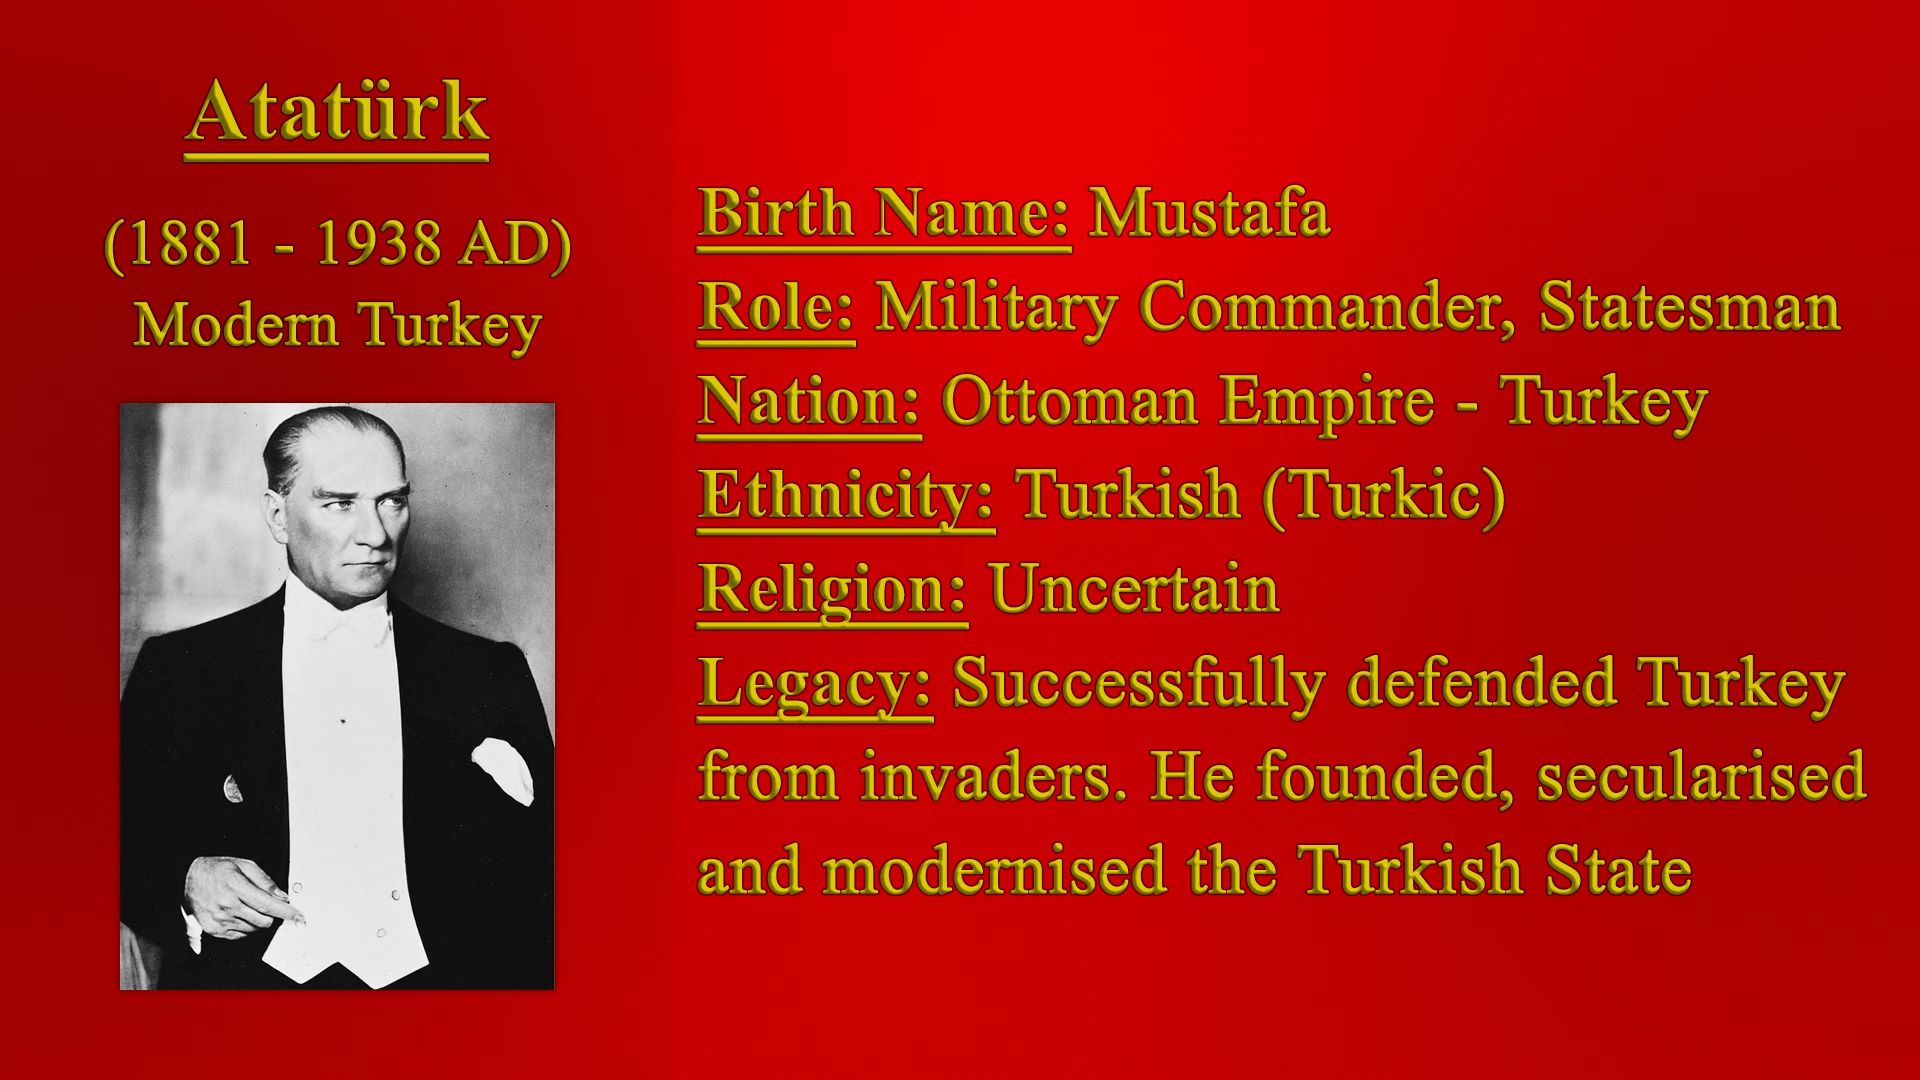 Atatürk
(1881 - 1938 AD)
Modern Turkey
Birth Name: Mustafa
Role: Military Commander, Statesman
Nation: Ottoman Empire - Turkey
Ethnicity: Turkish (Turkic)
Religion: Uncertain
Legacy: Successfully defended Turkey
from invaders. He founded, secularised
and modernised the Turkish State